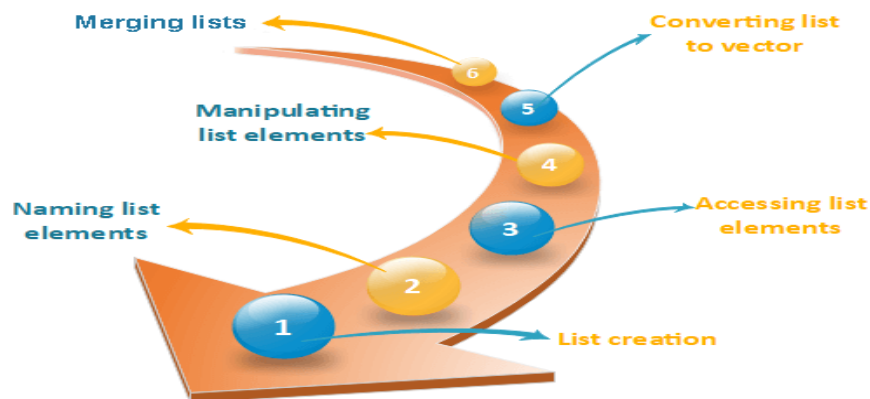 Merging lists
6
Converting list
to vector
5
Manipulating
list elements
4
Naming list
elements
3
Accessing list
elements
2
1
List creation